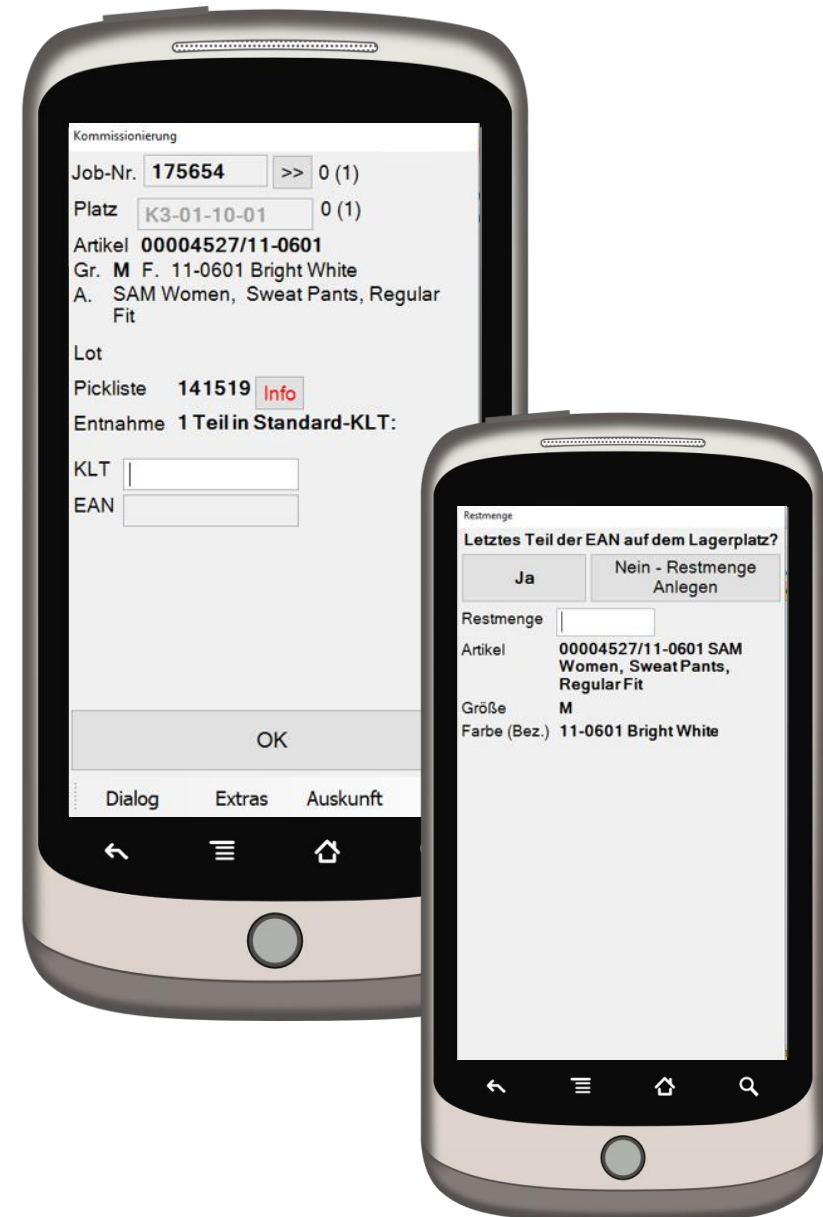 Kommissionierung
Job-Nr. 175654 >> 0 (1)
Platz K3-01-10-01 0 (1)
Artikel 00004527/11-0601
Gr. M F. 11-0601 Bright White
A. SAM Women, Sweat Pants, Regular
Fit
Lot
Pickliste 141519 Info
Entnahme 1 Teil in Standard-KLT:
KLT
EAN
OK
Dialog Extras Auskunft
Restmenge
Letztes Teil der EAN auf dem Lagerplatz?
Ja
Nein - Restmenge
Anlegen
Restmenge
Artikel 00004527/11-0601 SAM
Women, Sweat Pants,
Regular Fit
Größe M
Farbe (Bez.) 11-0601 Bright White